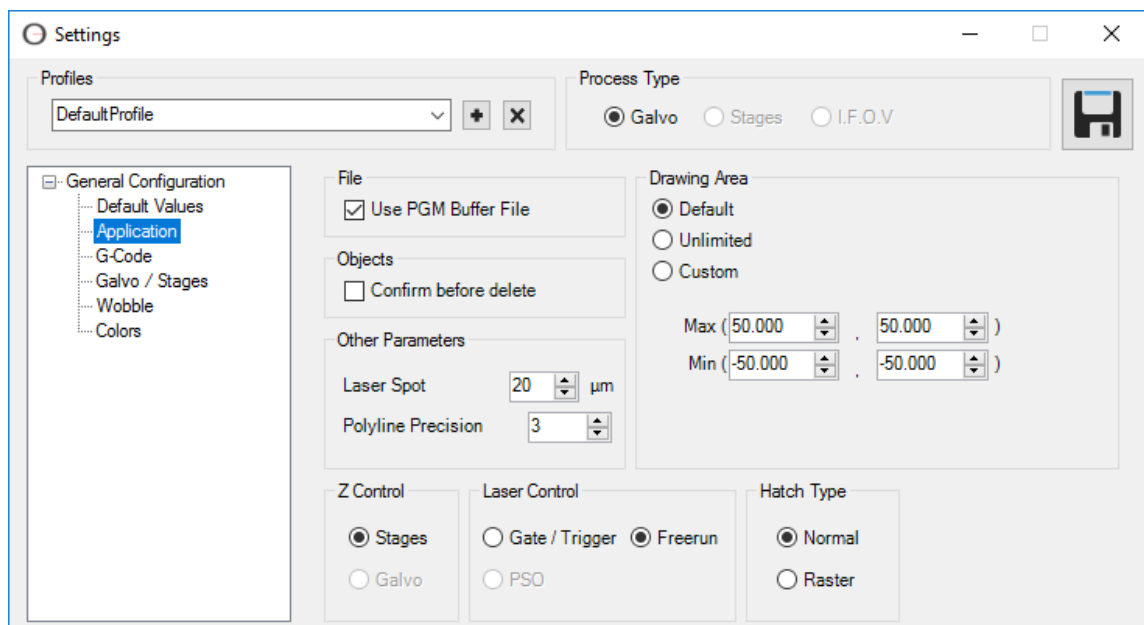 Settings
Profiles
DefaultProfile
Process Type
Galvo Stages I.F.O.V
General Configuration
Default Values
Application
G-Code
Galvo / Stages
Wobble
Colors
File
Use PGM Buffer File
Objects
Confirm before delete
Other Parameters
Laser Spot 20 µm
Polyline Precision 3
Drawing Area
Default
Unlimited
Custom
Max ( 50.000 , 50.000 )
Min ( -50.000 , -50.000 )
Z Control
Stages
Galvo
Laser Control
Gate / Trigger Freerun
PSO
Hatch Type
Normal
Raster